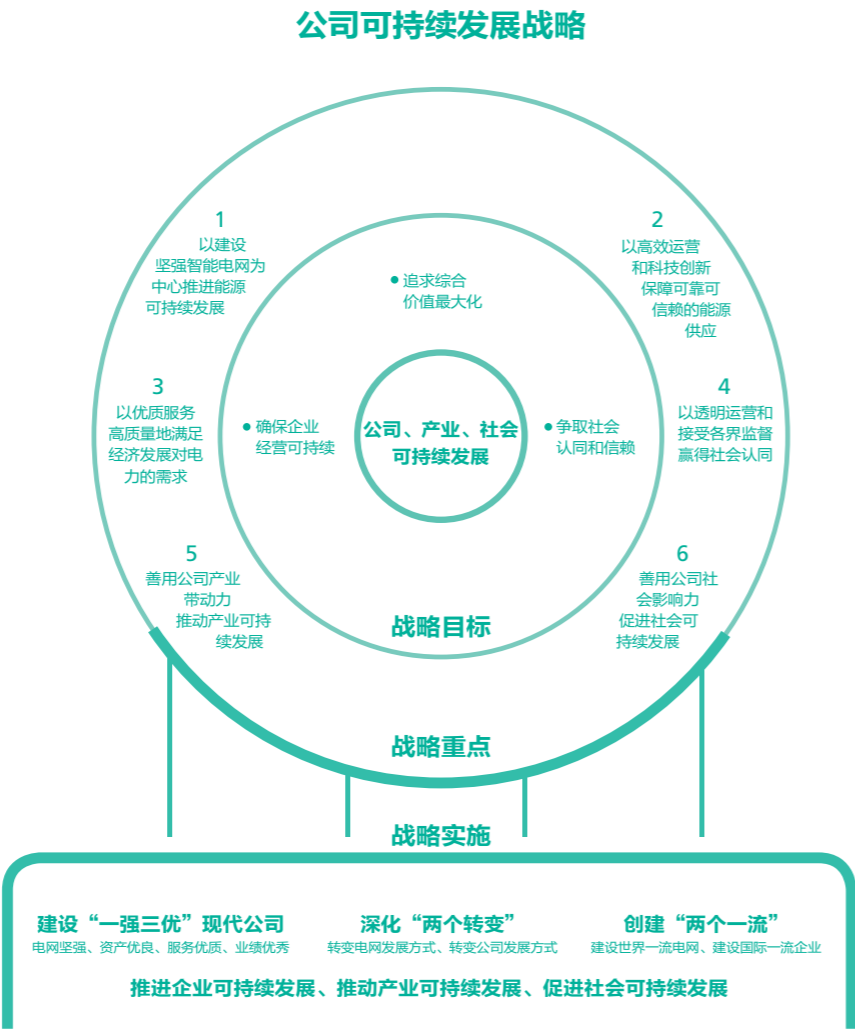 公司可持续发展战略
1
以建设
坚强智能电网为
中心推进能源
可持续发展
2
以高效运营
和科技创新
保障可靠可
信赖的能源
供应
3
以优质服务
高质量地满足
经济发展对电
力的需求
4
以透明运营和
接受各界监督
赢得社会认同
5
善用公司产业
带动力
推动产业可持
续发展
6
善用公司社
会影响力
促进社会可
持续发展
• 追求综合
价值最大化
• 确保企业
经营可持续
• 争取社会
认同和信赖
公司、产业、社会
可持续发展
战略目标
战略重点
战略实施
建设“一强三优”现代公司
电网坚强、资产优良、服务优质、业绩优秀
深化“两个转变”
转变电网发展方式、转变公司发展方式
创建“两个一流”
建设世界一流电网、建设国际一流企业
推进企业可持续发展、推动产业可持续发展、促进社会可持续发展